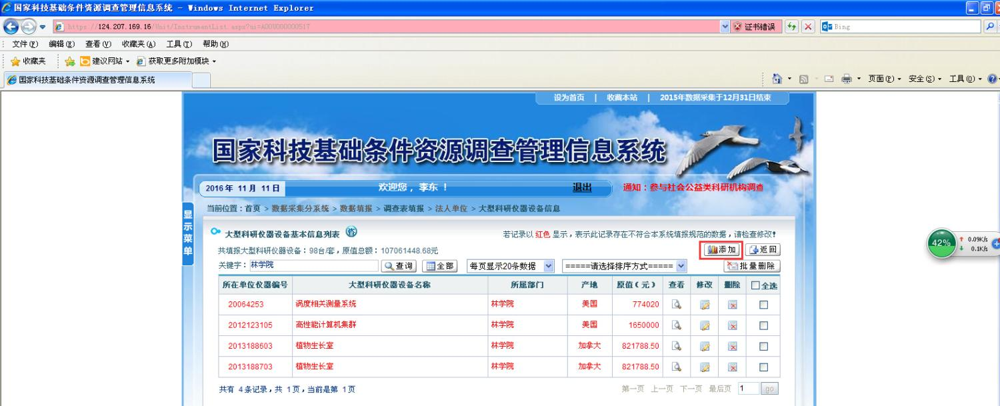 国家科技基础条件资源调查管理信息系统 - Windows Internet Explorer
https://124.207.169.16/Unit/InstrumentList.aspx?ui=A00U000000517 证书错误 Bing
文件(F) 编辑(E) 查看(V) 收藏夹(A) 工具(T) 帮助(H)
收藏夹 建议网站 获取更多附加模块
国家科技基础条件资源调查管理信息系统 页面(P) 安全(S) 工具(O)
设为首页 | 收藏本站 | 2015年数据采集于12月31日结束
国家科技基础条件资源调查管理信息系统
2016年 11月 11日 欢迎您，李东 ！ 退出 通知：参与社会公益类科研机构调查
当前位置：首页 > 数据采集分系统 > 数据填报 > 调查表填报 > 法人单位 > 大型科研仪器设备信息
显示菜单
大型科研仪器设备基本信息列表 若记录以 红色 显示，表示此记录存在不符合本系统填报规范的数据，请检查修改!
共填报大型科研仪器设备：98台/套，原值总额：107061448.68元 添加 返回
42% 0.09K/s
0.1K/s
关键字：林学院 查询 全部 每页显示20条数据 =====请选择排序方式===== 批量删除
所在单位仪器编号 大型科研仪器设备名称 所属部门 产地 原值（元） 查看 修改 删除 全选
20064253 涡度相关测量系统 林学院 美国 774020
2012123105 高性能计算机集群 林学院 美国 1650000
2013188603 植物生长室 林学院 加拿大 821788.50
2013188703 植物生长室 林学院 加拿大 821788.50
共有 4条记录，共 1页，当前是第 1页 第一页 上一页 下一页 最后页 1 go